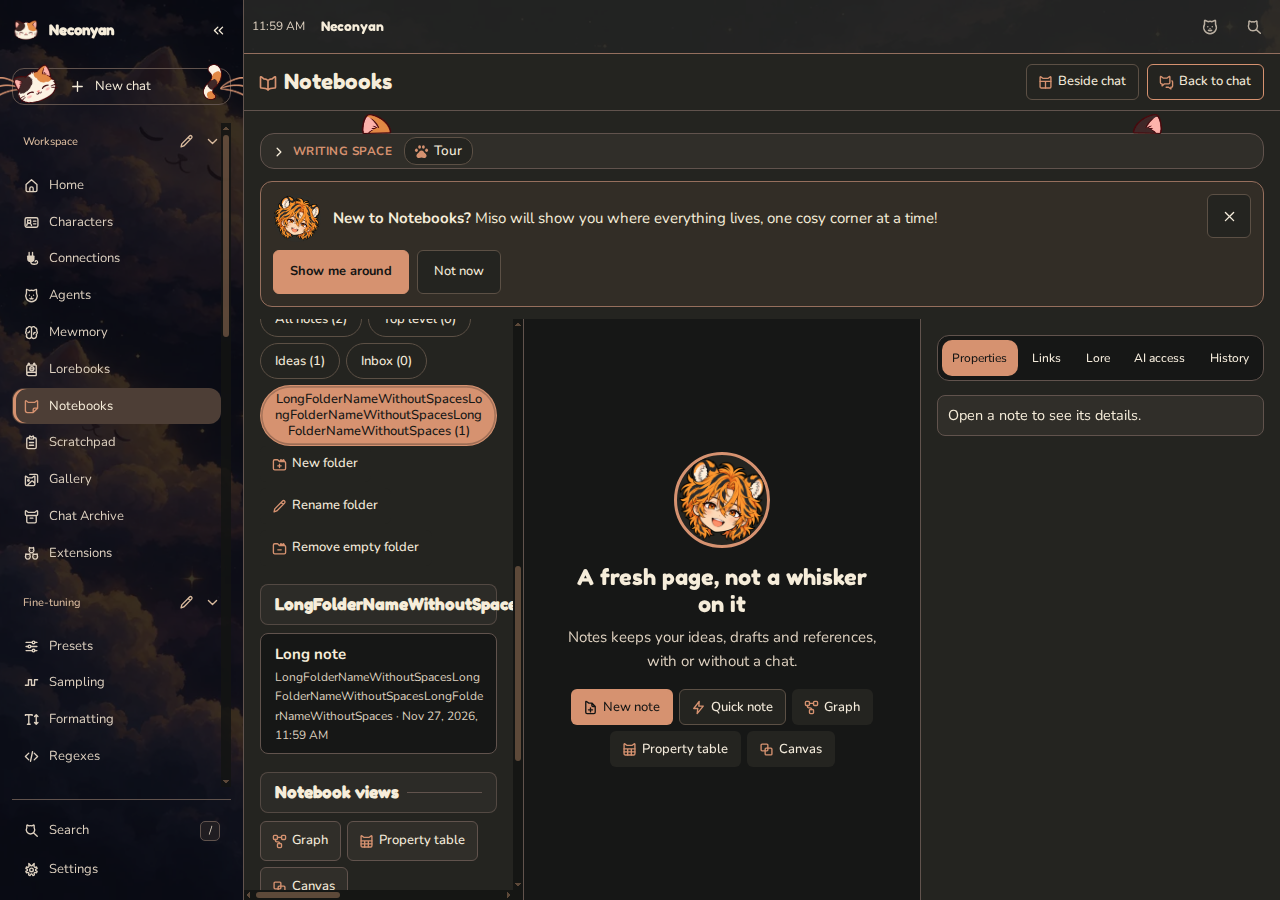 Neconyan
11:59 AM Neconyan
New chat
Notebooks
Beside chat
Back to chat
Workspace
Home
Characters
Connections
Agents
Mewmory
Lorebooks
Notebooks
Scratchpad
Gallery
Chat Archive
Extensions
Fine-tuning
Presets
Sampling
Formatting
Regexes
Search /
Settings
WRITING SPACE
Tour
New to Notebooks? Miso will show you where everything lives, one cosy corner at a time!
Show me around
Not now
All notes (2) Top level (0)
Ideas (1) Inbox (0)
LongFolderNameWithoutSpacesLo
ngFolderNameWithoutSpacesLong
FolderNameWithoutSpaces (1)
New folder
Rename folder
Remove empty folder
LongFolderNameWithoutSpace
Long note
LongFolderNameWithoutSpacesLong
FolderNameWithoutSpacesLongFolde
rNameWithoutSpaces · Nov 27, 2026,
11:59 AM
Notebook views
Graph Property table
Canvas
A fresh page, not a whisker
on it
Notes keeps your ideas, drafts and references,
with or without a chat.
New note Quick note Graph
Property table Canvas
Properties Links Lore AI access History
Open a note to see its details.